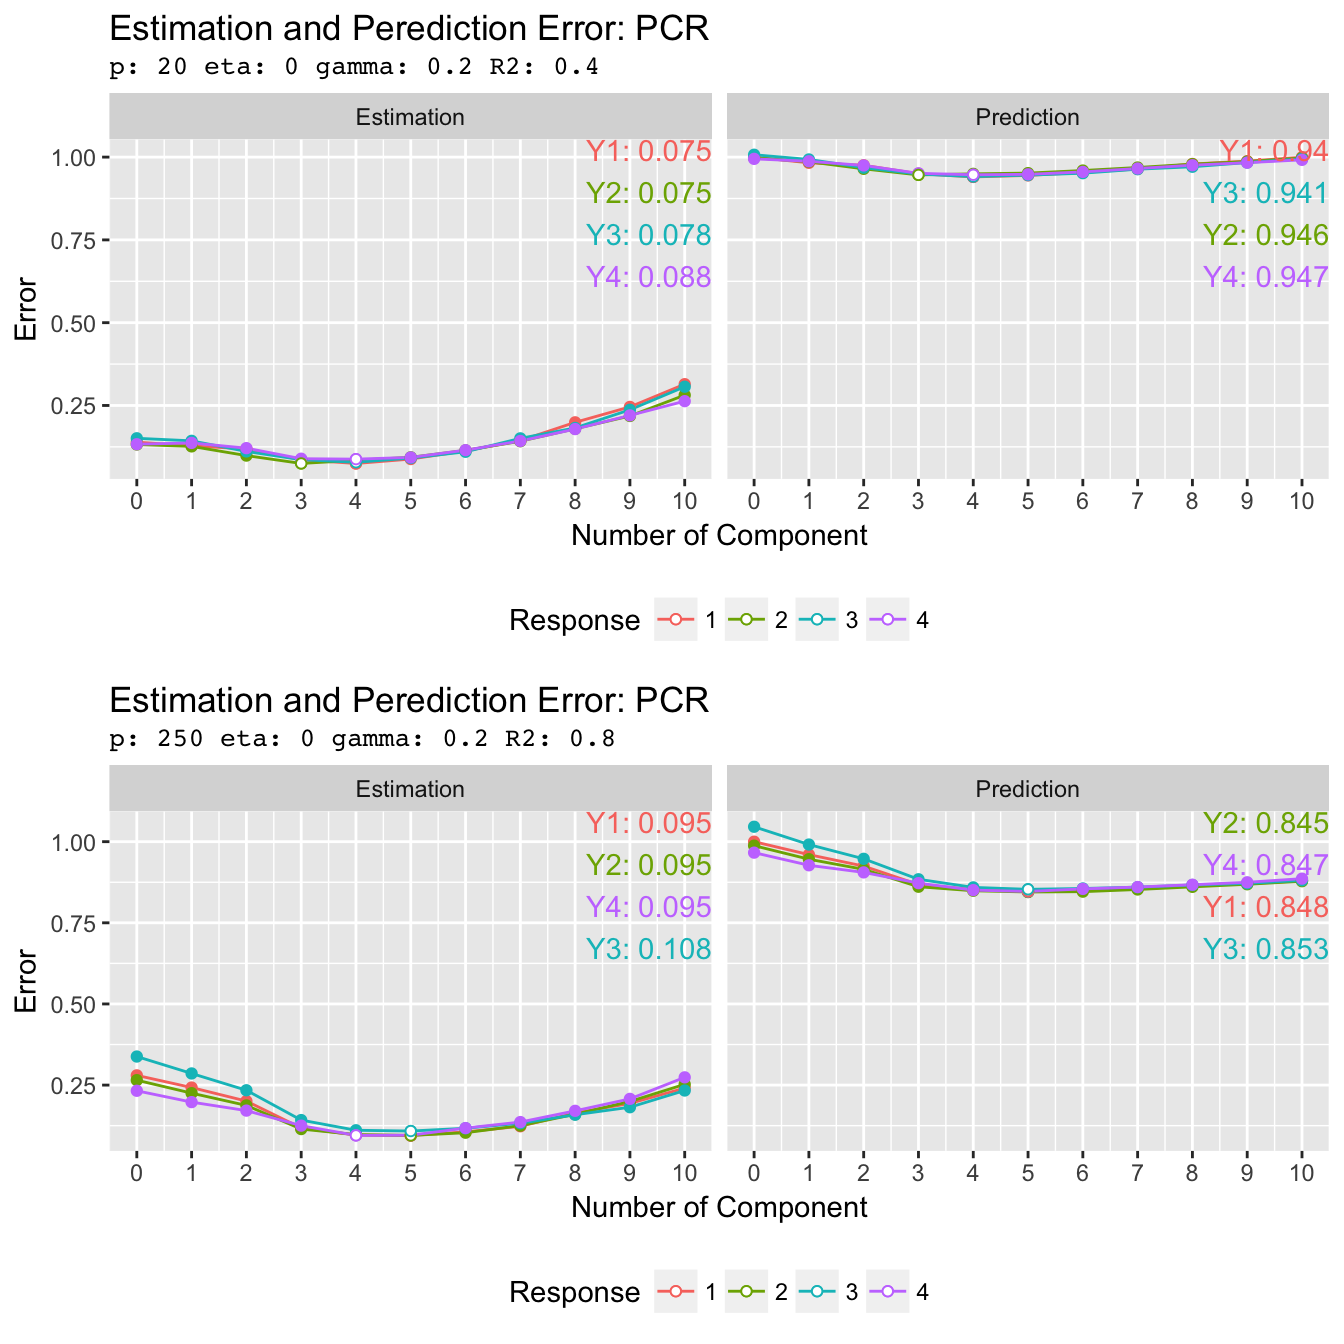 Estimation and Perediction Error: PCR
p: 20 eta: 0 gamma: 0.2 R2: 0.4
Estimation
Prediction
Error
1.00
0.75
0.50
0.25
Y1: 0.075
Y2: 0.075
Y3: 0.078
Y4: 0.088
Y1: 0.94
Y3: 0.941
Y2: 0.946
Y4: 0.947
0 1 2 3 4 5 6 7 8 9 10
0 1 2 3 4 5 6 7 8 9 10
Number of Component
Response 1 2 3 4
Estimation and Perediction Error: PCR
p: 250 eta: 0 gamma: 0.2 R2: 0.8
Estimation
Prediction
Error
1.00
0.75
0.50
0.25
Y1: 0.095
Y2: 0.095
Y4: 0.095
Y3: 0.108
Y2: 0.845
Y4: 0.847
Y1: 0.848
Y3: 0.853
0 1 2 3 4 5 6 7 8 9 10
0 1 2 3 4 5 6 7 8 9 10
Number of Component
Response 1 2 3 4